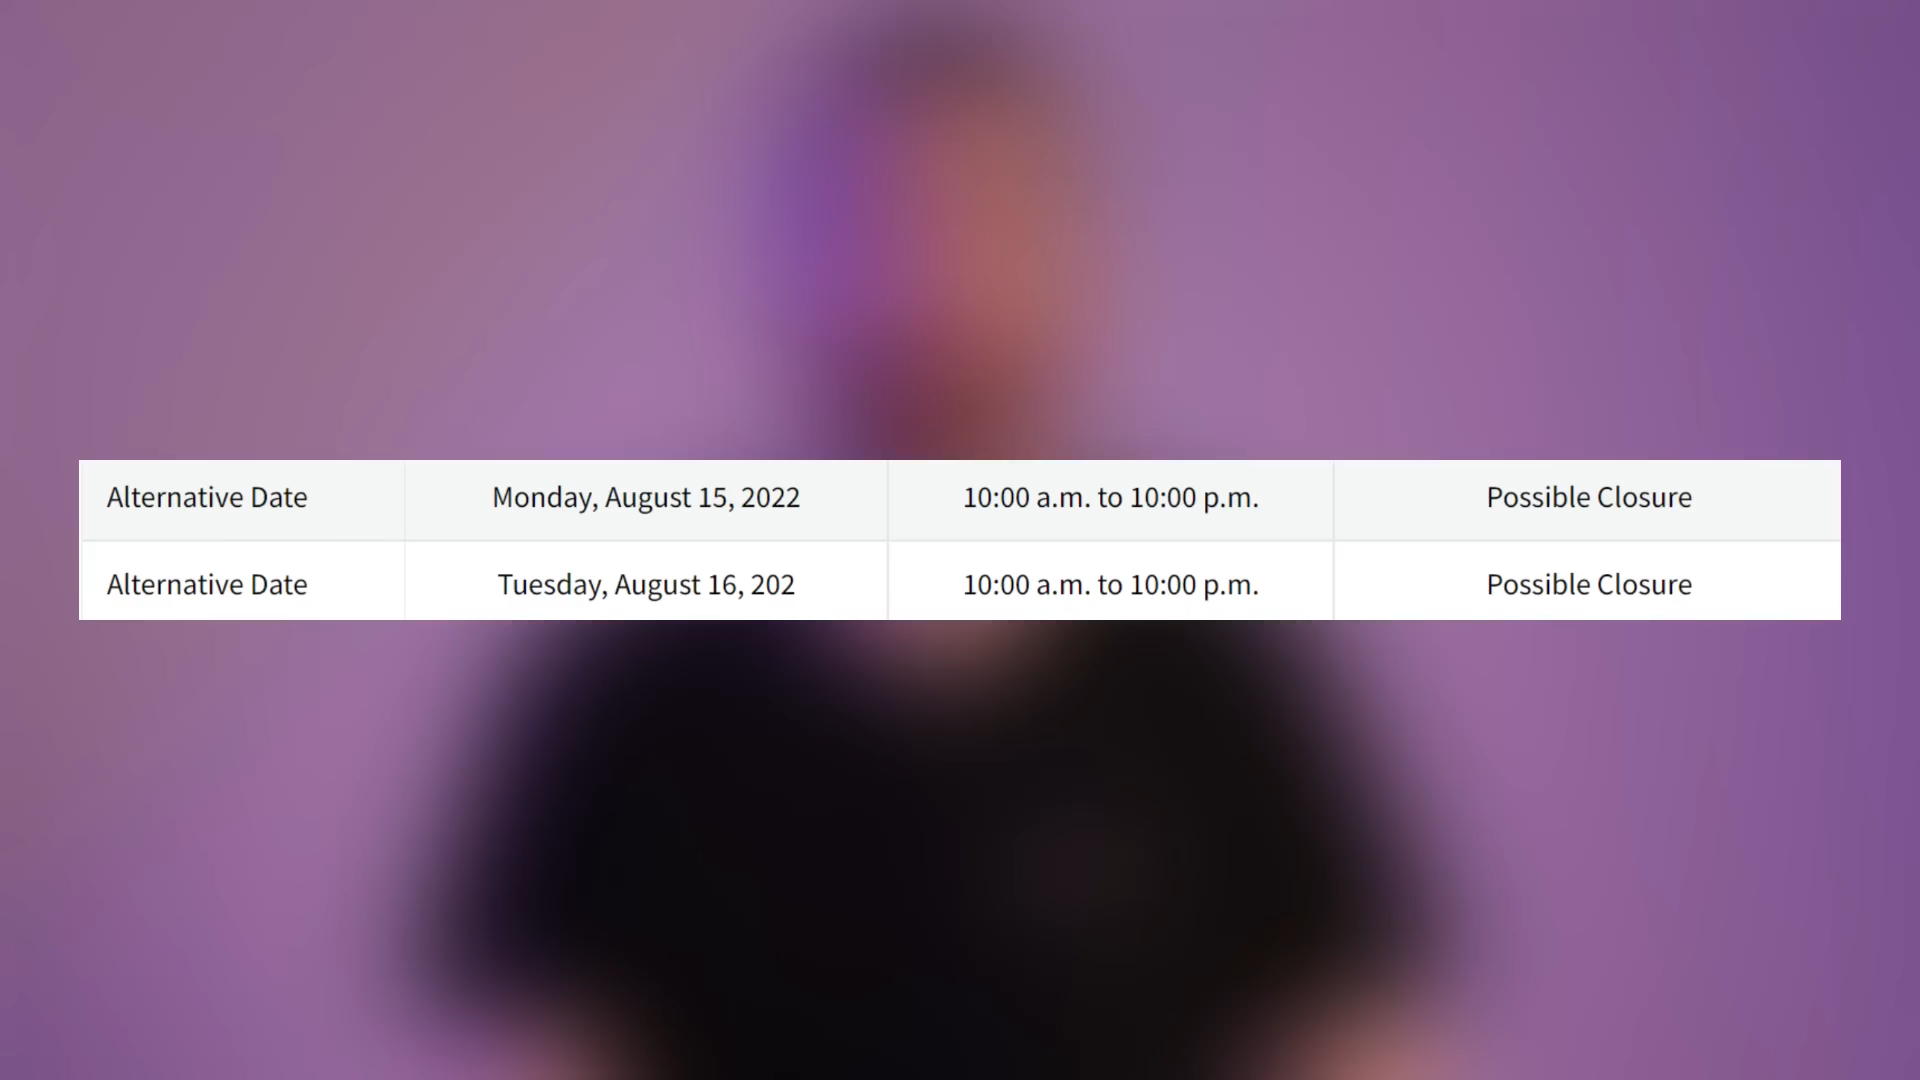 Alternative Date Monday, August 15, 2022 10:00 a.m. to 10:00 p.m. Possible Closure
Alternative Date Tuesday, August 16, 202 10:00 a.m. to 10:00 p.m. Possible Closure